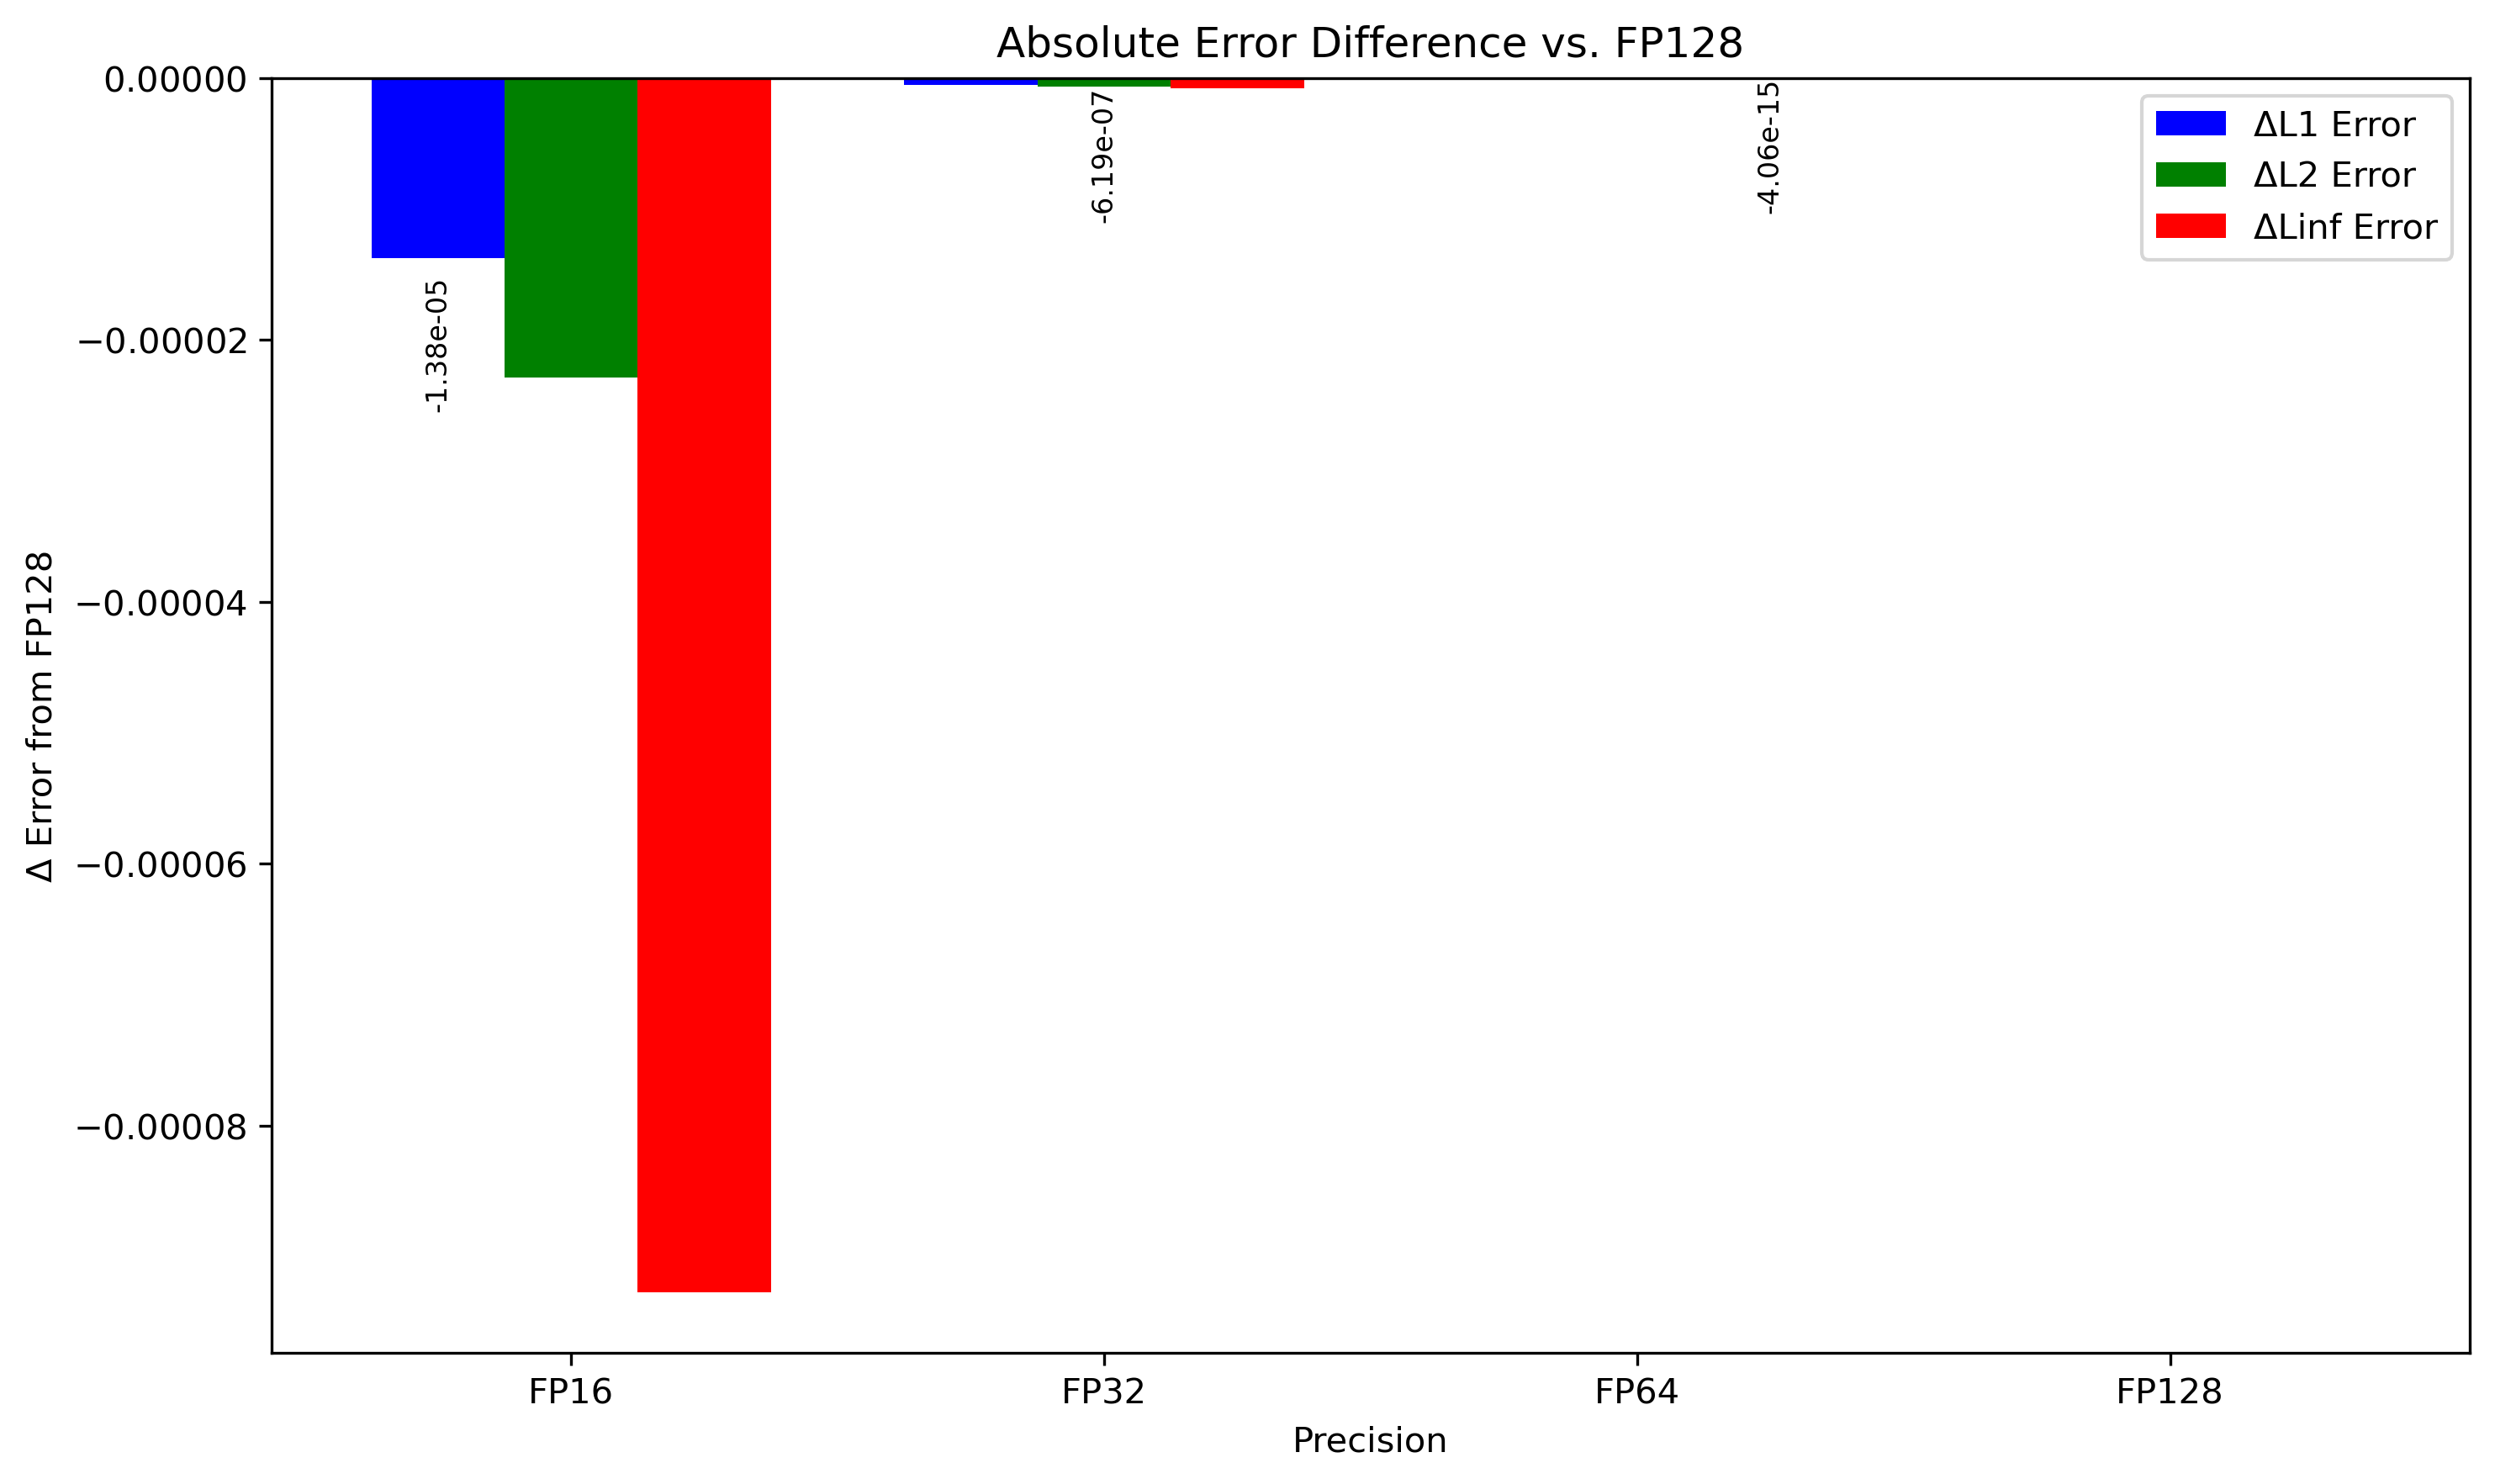 Absolute Error Difference vs. FP128
0.00000
−0.00002
−0.00004
−0.00006
−0.00008
Δ Error from FP128
-1.38e-05
-6.19e-07
-4.06e-15
ΔL1 Error
ΔL2 Error
ΔLinf Error
FP16
FP32
FP64
FP128
Precision